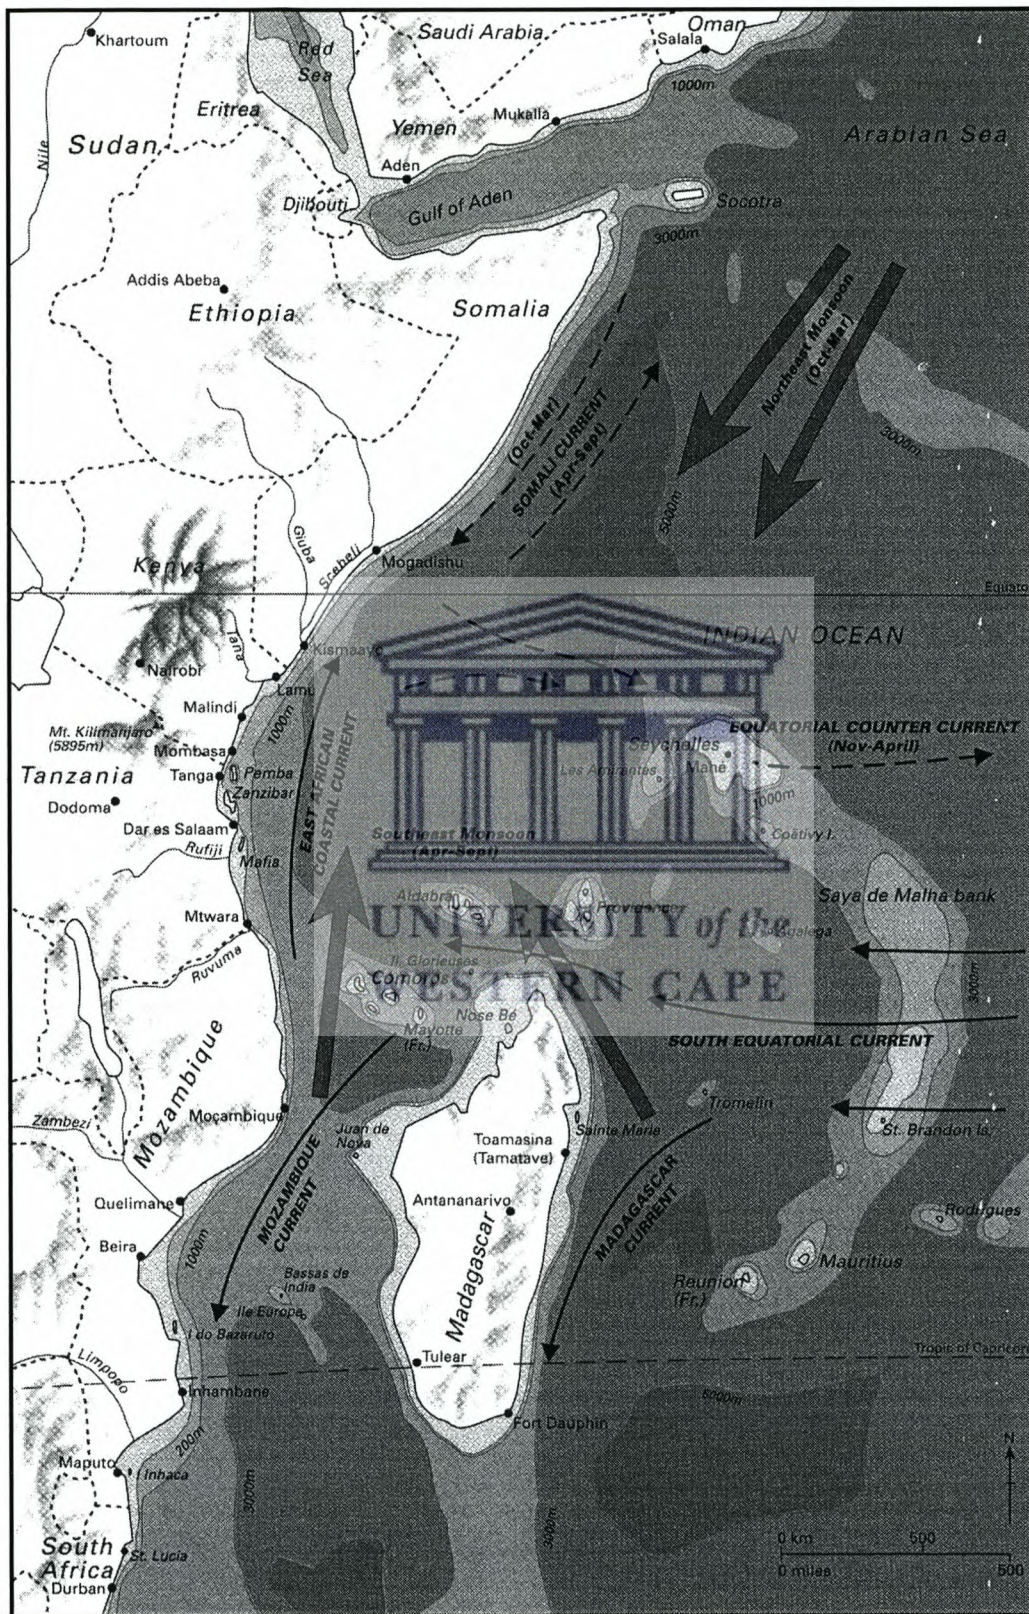 Khartoum
Saudi Arabia
Oman
Salala
Red
Sea
1000m
Eritrea
Mukalla
Yemen
Arabian Sea
Nile
Sudan
Aden
Djibouti
Gulf of Aden
Socotra
3000m
Addis Abeba
Ethiopia
Somalia
Northeast Monsoon
(Oct-Mar)
(Oct-Mar)
SOMALI CURRENT
(Apr-Sept)
3000m
5000m
Giuba
Scebeli
Mogadishu
Kenya
Equator
INDIAN OCEAN
Tana
Kismaayo
Nairobi
Lamu
Malindi
1000m
Mt. Kilimanjaro
(5895m)
Mombasa
EQUATORIAL COUNTER CURRENT
(Nov-April)
Seychelles
Les Amirantes
Mahé
Tanzania
Tanga
Pemba
Zanzibar
1000m
Dodoma
EAST AFRICAN
COASTAL CURRENT
Dar es Salaam
Southeast Monsoon
(Apr-Sept)
Coëtivy I.
Rufiji
Mafia
Aldabra
Saya de Malha bank
Providence
Mtwara
UNIVERSITY of the
Agalega
Ruvuma
Il. Glorieuses
Comoros
3000m
WESTERN CAPE
Nose Bé
Mayotte
(Fr.)
SOUTH EQUATORIAL CURRENT
Mozambique
Tromelin
Moçambique
Zambezi
Juan de
Nova
Sainte Marie
St. Brandon Is.
Toamasina
(Tamatave)
MOZAMBIQUE
CURRENT
MADAGASCAR
CURRENT
Quelimane
Antananarivo
Rodrigues
Beira
1000m
Madagascar
Mauritius
Bassas de
India
Reunion
(Fr.)
Ile Europa
I do Bazaruto
Tropic of Capricorn
Limpopo
Tulear
Inhambane
5000m
Fort Dauphin
200m
Maputo
I Inhaca
N
3000m
3000m
0 km 500
0 miles 500
South
Africa
St. Lucia
Durban